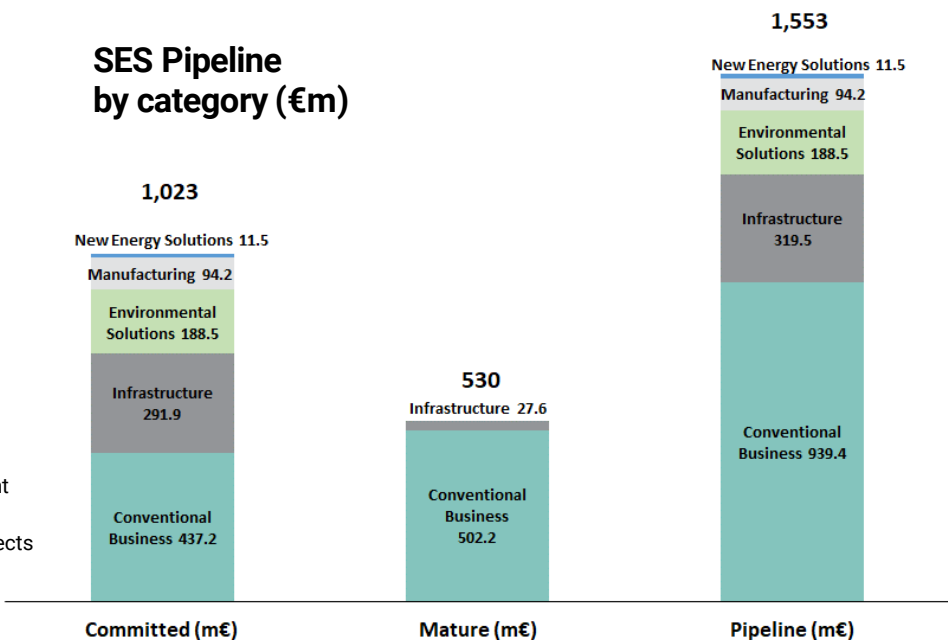 SES Pipeline
by category (€m)
1,023
New Energy Solutions 11.5
Manufacturing 94.2
Environmental
Solutions 188.5
Infrastructure
291.9
Conventional
Business 437.2
Committed (m€)
530
Infrastructure 27.6
Conventional
Business
502.2
Mature (m€)
1,553
New Energy Solutions 11.5
Manufacturing 94.2
Environmental
Solutions 188.5
Infrastructure
319.5
Conventional
Business 939.4
Pipeline (m€)